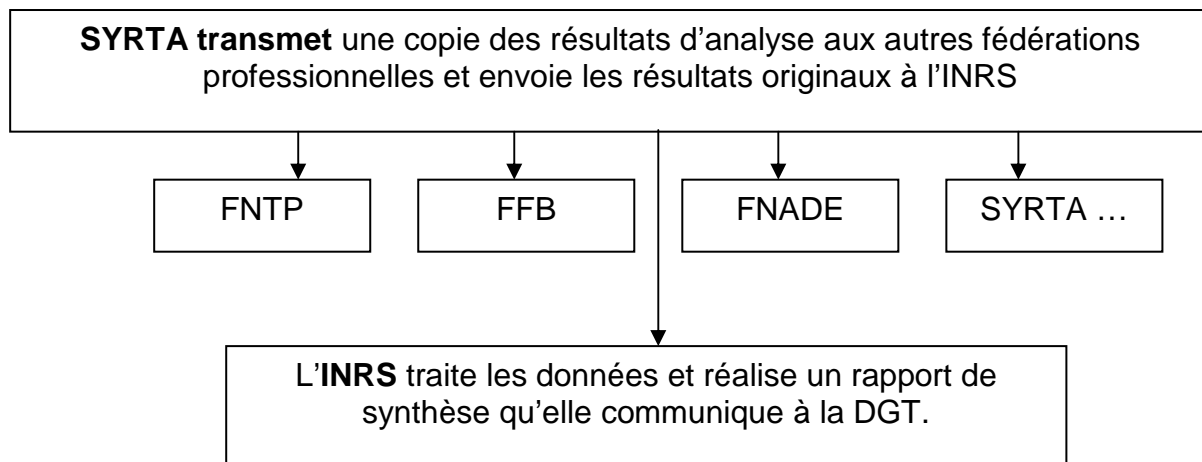 SYRTA transmet une copie des résultats d’analyse aux autres fédérations
professionnelles et envoie les résultats originaux à l’INRS
FNTP
FFB
FNADE
SYRTA …
L’INRS traite les données et réalise un rapport de
synthèse qu’elle communique à la DGT.